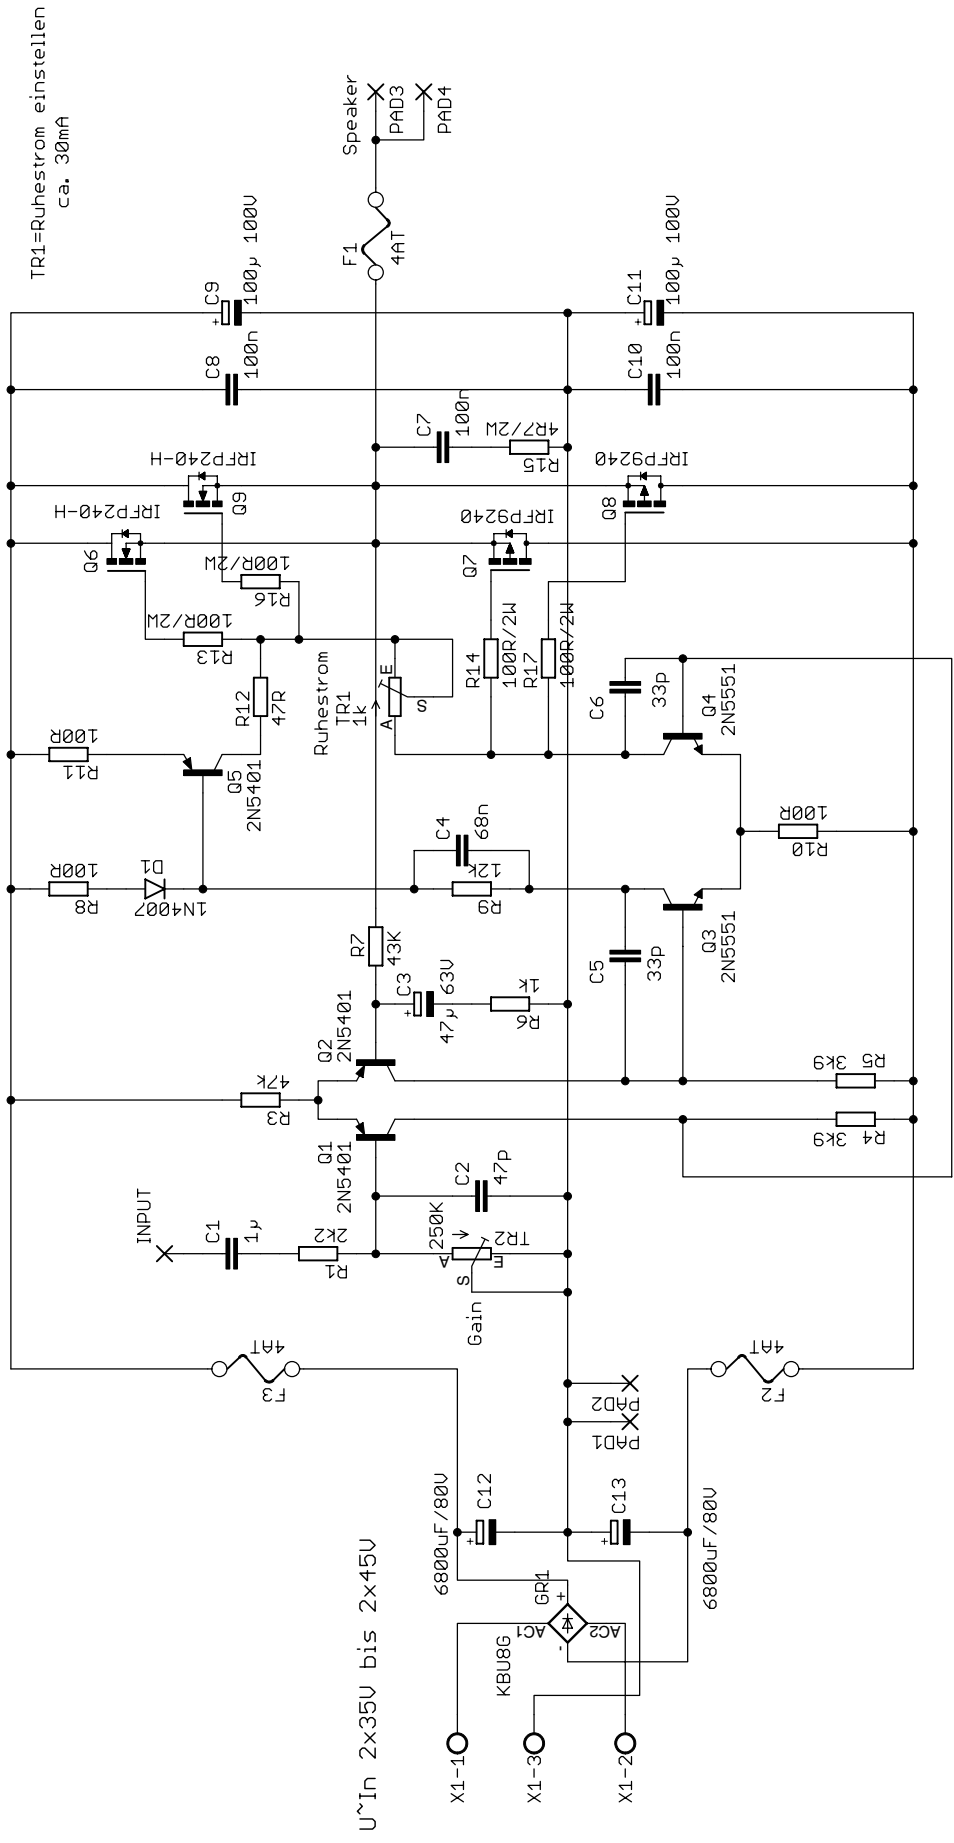 TR1=Ruhestrom einstellen
ca. 30mA
Speaker
PAD3
PAD4
F1
4AT
C9
100µ 100V
C11
100µ 100V
C8
100n
C10
100n
C7
100n
R15
4R7/2W
IRFP240-H
Q9
IRFP9240
Q8
IRFP240-H
Q6
IRFP9240
Q7
100R/2W
R16
100R/2W
R13
R14
100R/2W
R17
100R/2W
R12
47R
Ruhestrom
TR1
1k
A
E
S
C6
33p
Q4
2N5551
100R
R11
Q5
2N5401
100R
R10
C4
68n
12k
R9
100R
R8
D1
1N4007
Q3
2N5551
C5
33p
R7
43K
C3
47µ 63V
1k
R6
Q2
2N5401
47k
R3
Q1
2N5401
3k9
R5
3k9
R4
C2
47p
INPUT
C1
1µ
2k2
R1
250K
TR2
A
E
S
Gain
4AT
F3
4AT
F2
PAD2
PAD1
6800uF/80V
C12
C13
6800uF/80V
GR1
KBU8G
AC1
AC2
+
-
U~In 2x35V bis 2x45V
X1-1
X1-3
X1-2